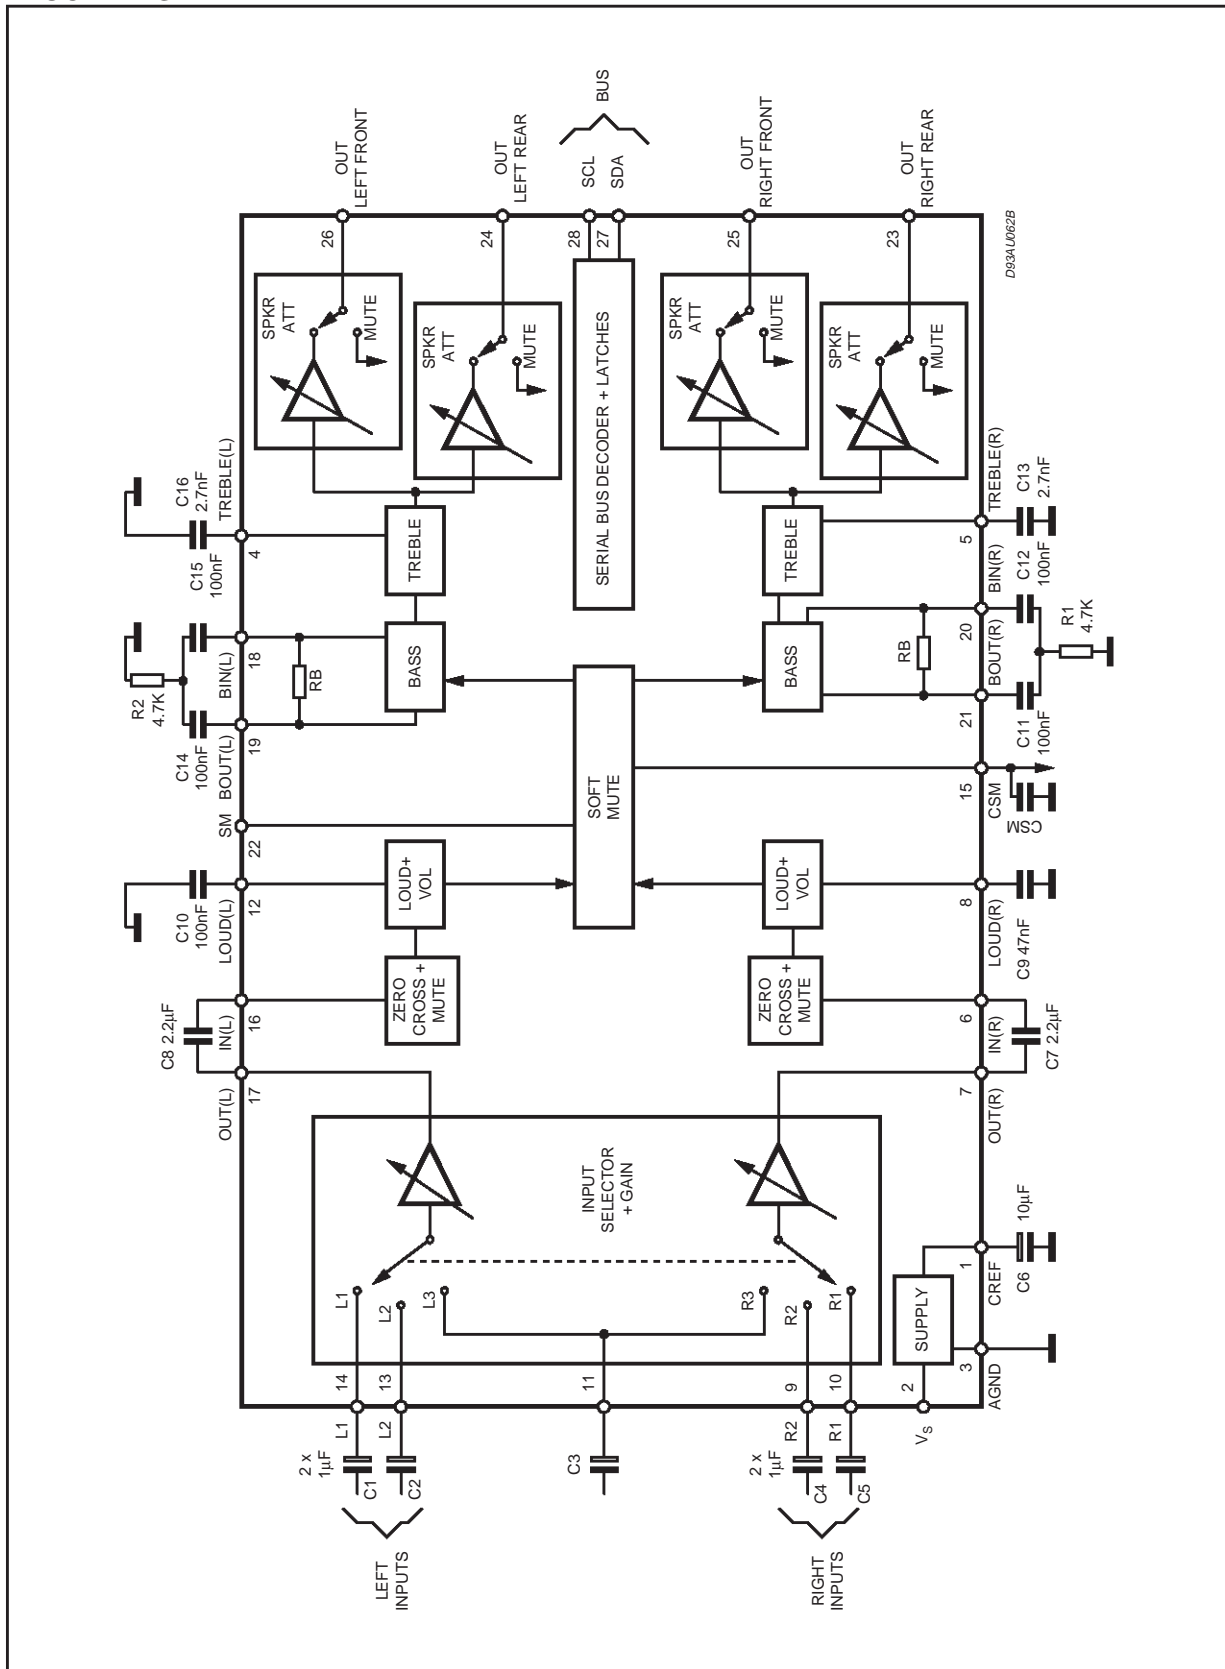 OUT
LEFT FRONT
OUT
LEFT REAR
BUS
SCL
SDA
OUT
RIGHT FRONT
OUT
RIGHT REAR
26
24
28
27
25
23
D93AU062B
SPKR
ATT
MUTE
SPKR
ATT
MUTE
SERIAL BUS DECODER + LATCHES
SPKR
ATT
MUTE
SPKR
ATT
MUTE
TREBLE(L)
C16
2.7nF
4
TREBLE
TREBLE
5
TREBLE(R)
C13
2.7nF
C15
100nF
BIN(L)
18
R2
4.7K
RB
BASS
C14
100nF
BOUT(L)
19
BASS
RB
20
BIN(R)
C12
100nF
R1
4.7K
21
BOUT(R)
C11
100nF
SM
22
SOFT
MUTE
15
CSM
CSM
C10
100nF
LOUD(L)
12
LOUD+
VOL
LOUD+
VOL
8
LOUD(R)
C9 47nF
C8 2.2µF
IN(L)
16
ZERO
CROSS +
MUTE
ZERO
CROSS +
MUTE
6
IN(R)
C7 2.2µF
OUT(L)
17
7
OUT(R)
INPUT
SELECTOR
+ GAIN
L1
L2
L3
R3
R2
R1
SUPPLY
1
CREF
C6
10µF
3
AGND
2
VS
14
13
11
9
10
L1
L2
R2
R1
2 x
1µF
C1
C2
C3
2 x
1µF
C4
C5
LEFT
INPUTS
RIGHT
INPUTS